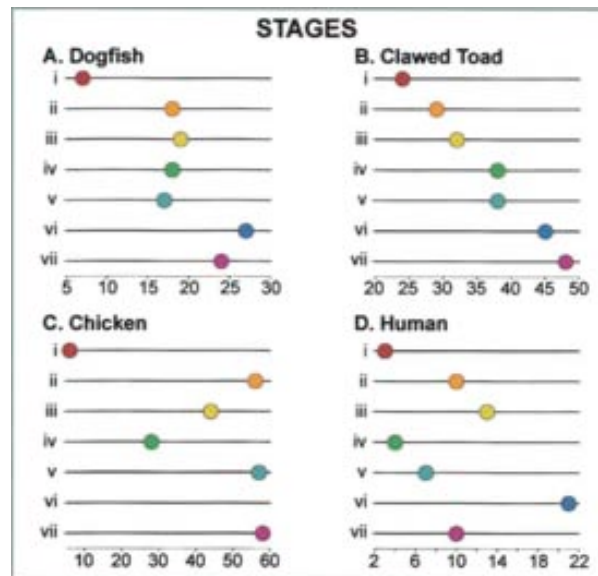 STAGES
A. Dogfish
i
ii
iii
iv
v
vi
vii
5 10 15 20 25 30
B. Clawed Toad
i
ii
iii
iv
v
vi
vii
20 25 30 35 40 45 50
C. Chicken
i
ii
iii
iv
v
vi
vii
10 20 30 40 50 60
D. Human
i
ii
iii
iv
v
vi
vii
2 6 10 14 18 22